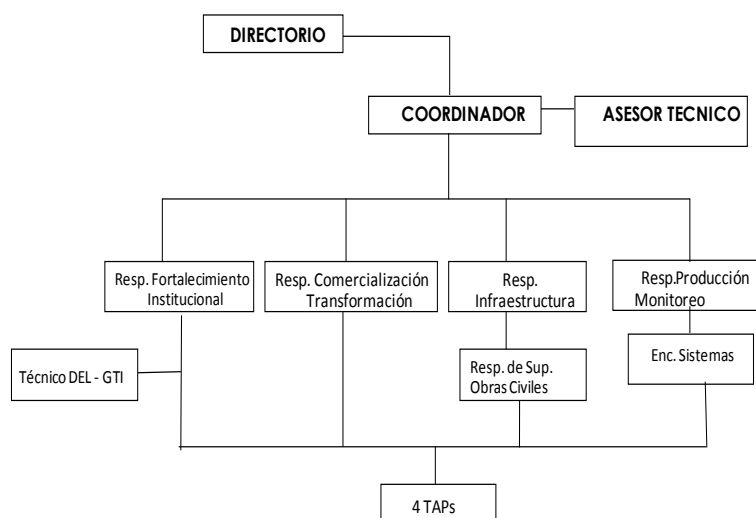 DIRECTORIO
COORDINADOR
ASESOR TECNICO
Resp. Fortalecimiento
Institucional
Resp. Comercialización
Transformación
Resp.
Infraestructura
Resp.Producción
Monitoreo
Técnico DEL - GTI
Resp. de Sup.
Obras Civiles
Enc. Sistemas
4 TAPs